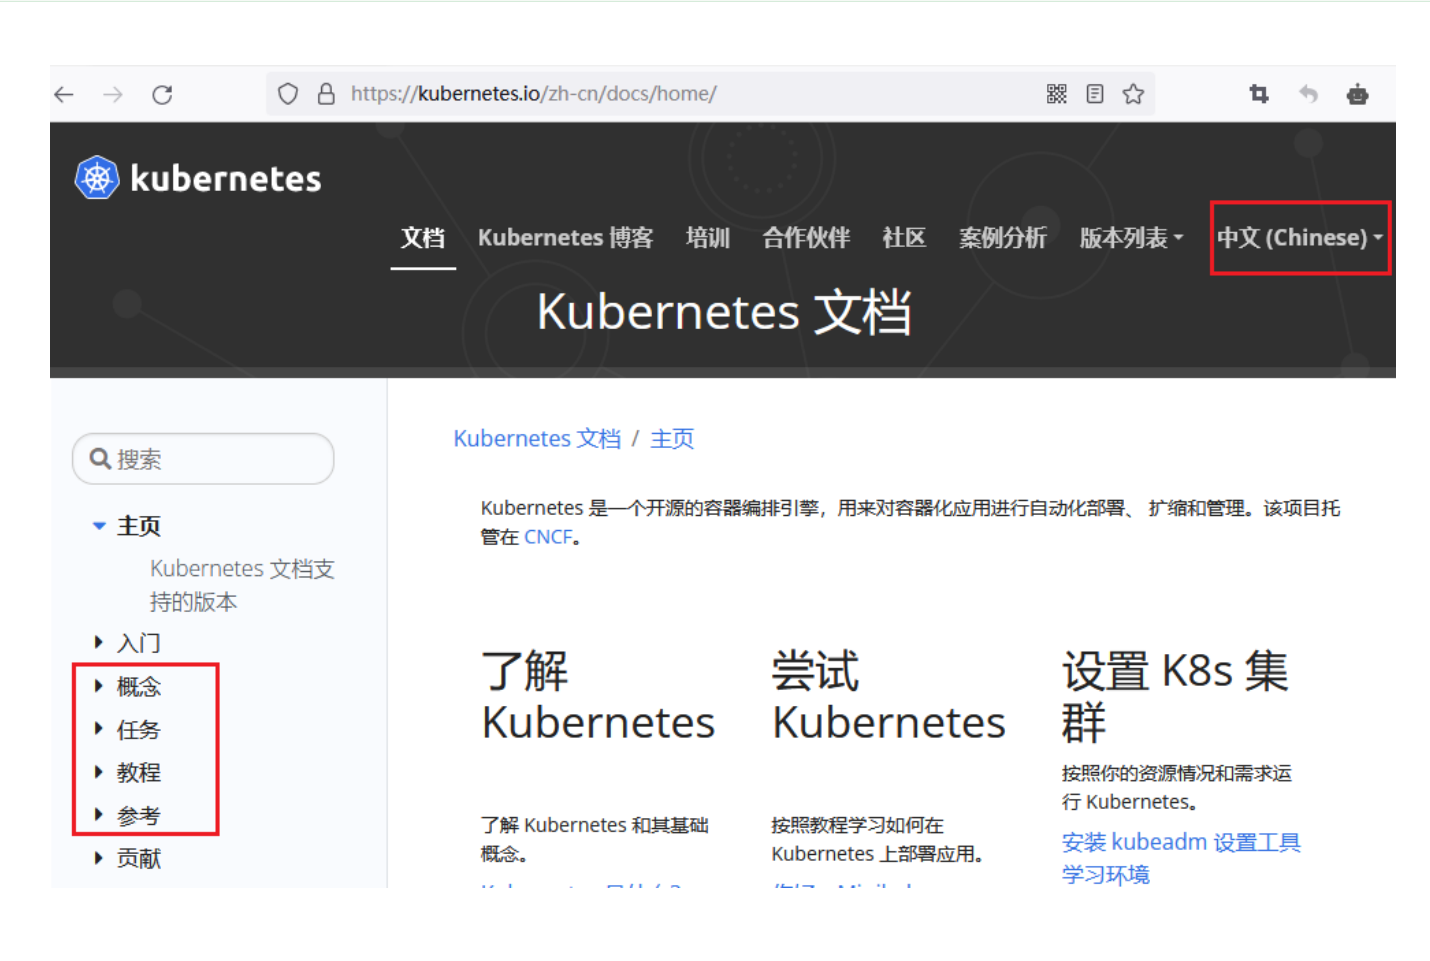 https://kubernetes.io/zh-cn/docs/home/
kubernetes
文档 Kubernetes 博客 培训 合作伙伴 社区 案例分析 版本列表 中文 (Chinese)
Kubernetes 文档
搜索
主页
Kubernetes 文档支
持的版本
入门
概念
任务
教程
参考
贡献
Kubernetes 文档 / 主页
Kubernetes 是一个开源的容器编排引擎，用来对容器化应用进行自动化部署、 扩缩和管理。该项目托
管在 CNCF。
了解
Kubernetes
了解 Kubernetes 和其基础
概念。
尝试
Kubernetes
按照教程学习如何在
Kubernetes 上部署应用。
设置 K8s 集
群
按照你的资源情况和需求运
行 Kubernetes。
安装 kubeadm 设置工具
学习环境